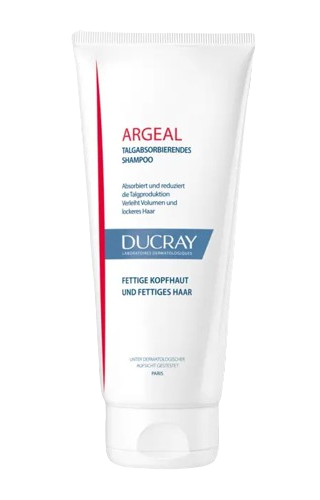 ARGEAL
TALGABSORBIERENDES
SHAMPOO
Absorbiert und reduziert
die Talgproduktion
Verleiht Volumen und
lockeres Haar
DUCRAY
LABORATOIRES DERMATOLOGIQUES
FETTIGE KOPFHAUT
UND FETTIGES HAAR
UNTER DERMATOLOGISCHER
AUFSICHT GETESTET
PARIS